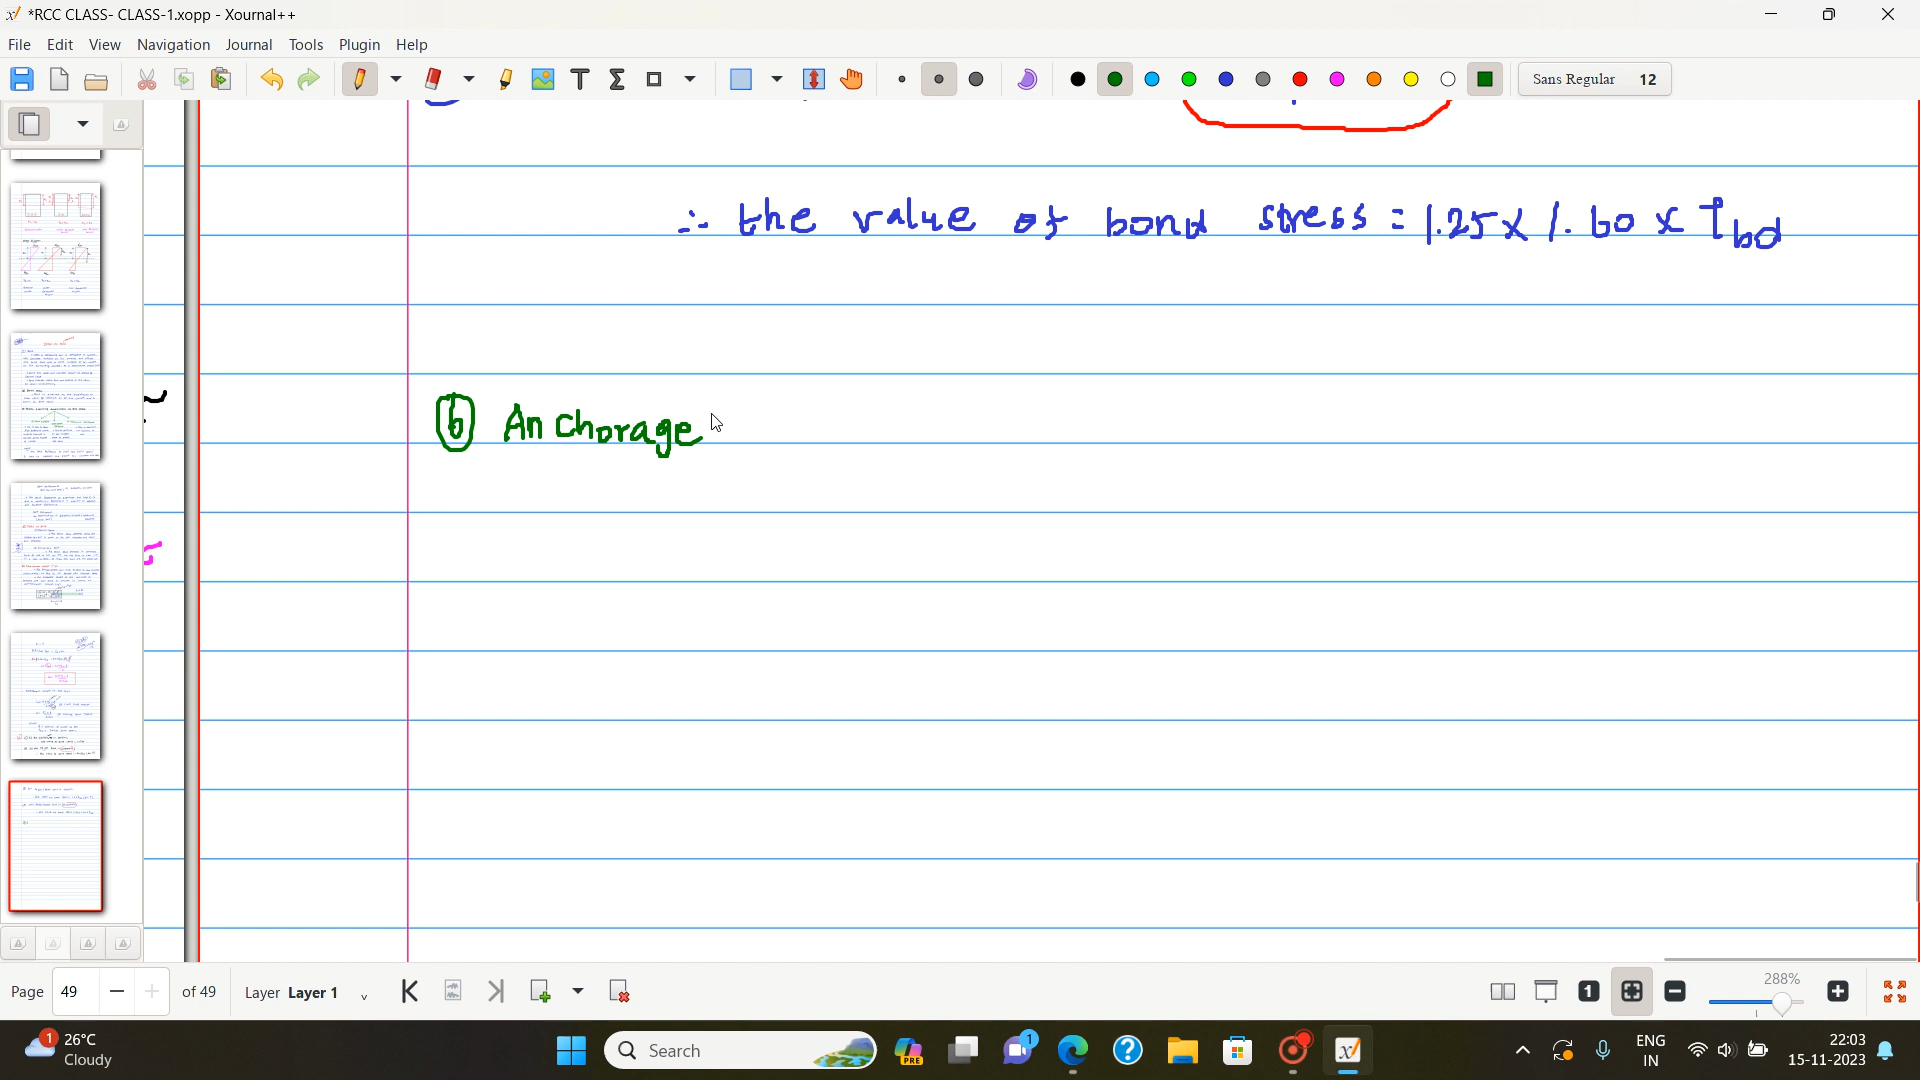 *RCC CLASS- CLASS-1.xopp - Xournal++
File Edit View Navigation Journal Tools Plugin Help
Sans Regular 12
∴ the value of bond stress = 1.25 x 1.60 x τbd
6 Anchorage
Page 49 of 49 Layer Layer 1 288%
26°C
Cloudy
Search
PRE
ENG
IN
22:03
15-11-2023